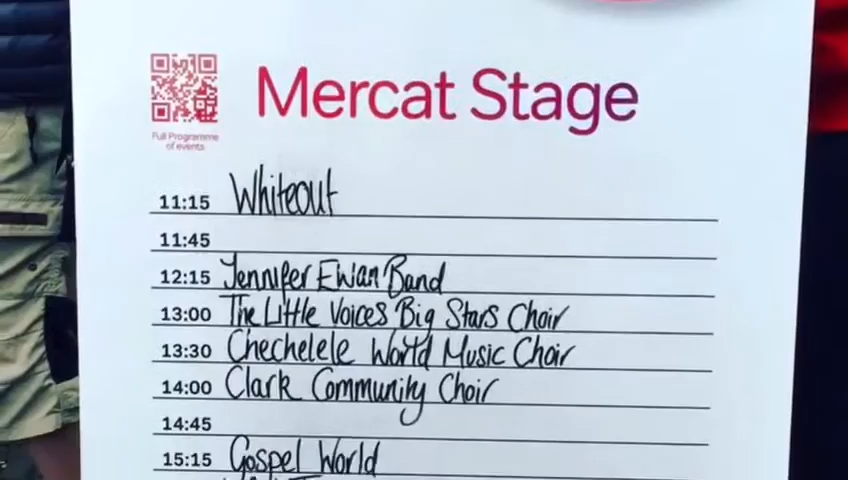 Mercat Stage
Full Programme
of events
11:15 Whiteout
11:45
12:15 Jennifer Ewan Band
13:00 The Little Voices Big Stars Choir
13:30 Chechelele World Music Choir
14:00 Clark Community Choir
14:45
15:15 Gospel World